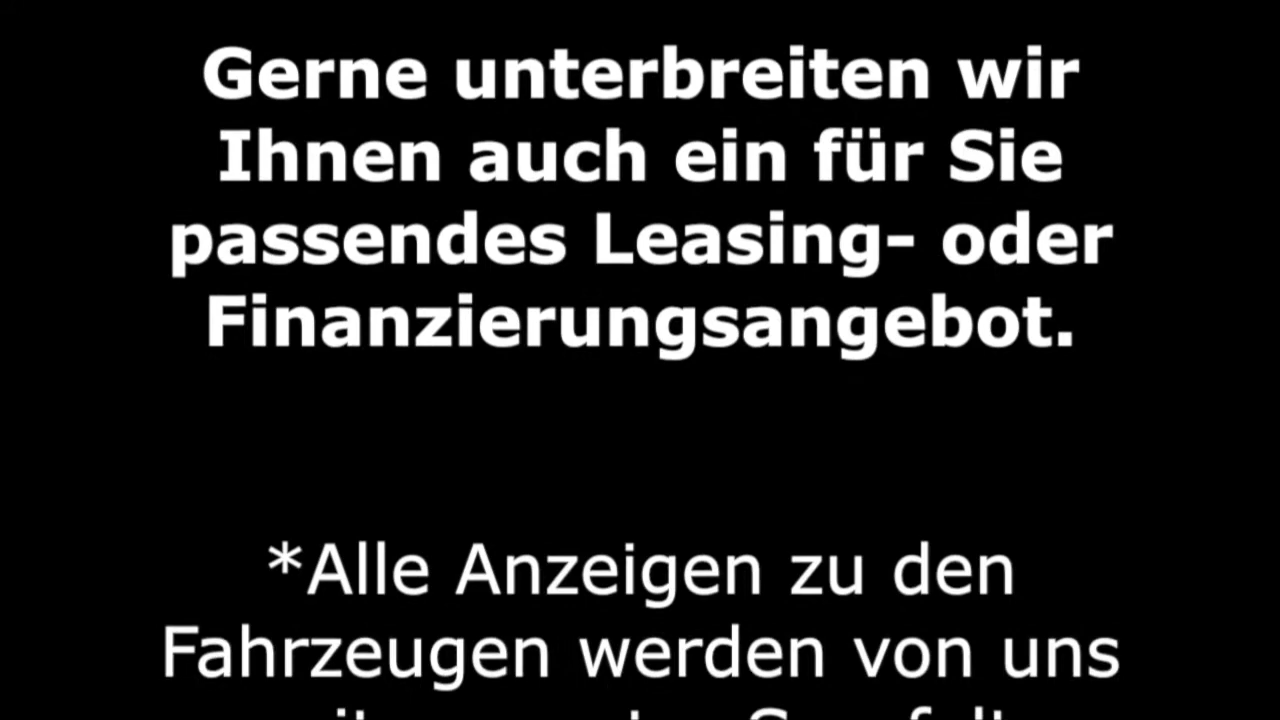 Gerne unterbreiten wir
Ihnen auch ein für Sie
passendes Leasing- oder
Finanzierungsangebot.
*Alle Anzeigen zu den
Fahrzeugen werden von uns